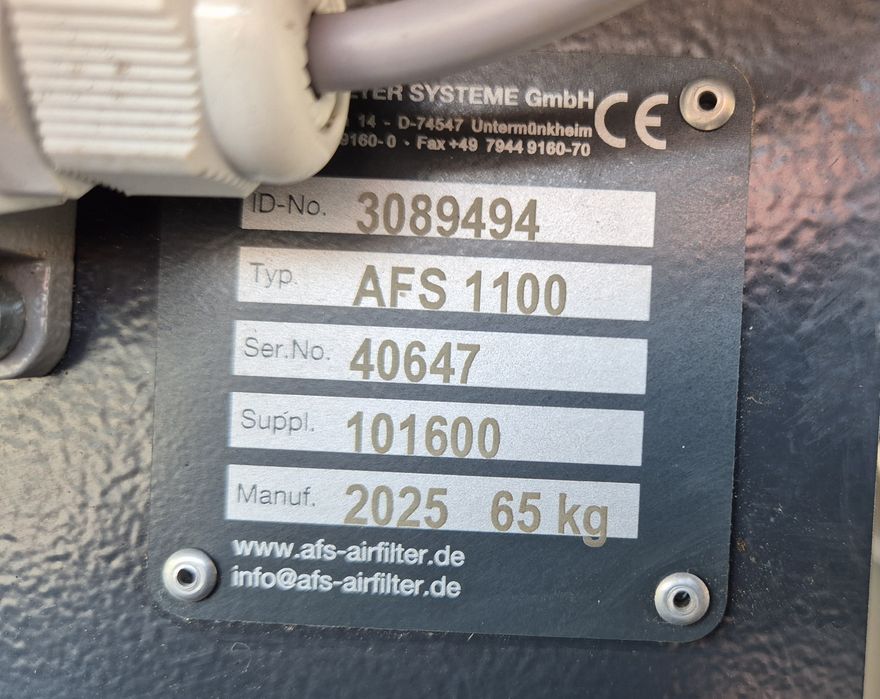 SYSTEME GmbH
14 - D-74547 Untermünkheim
9160-0 · Fax +49 7944 9160-70
CE
ID-No. 3089494
Typ. AFS 1100
Ser.No. 40647
Suppl. 101600
Manuf. 2025 65 kg
www.afs-airfilter.de
info@afs-airfilter.de